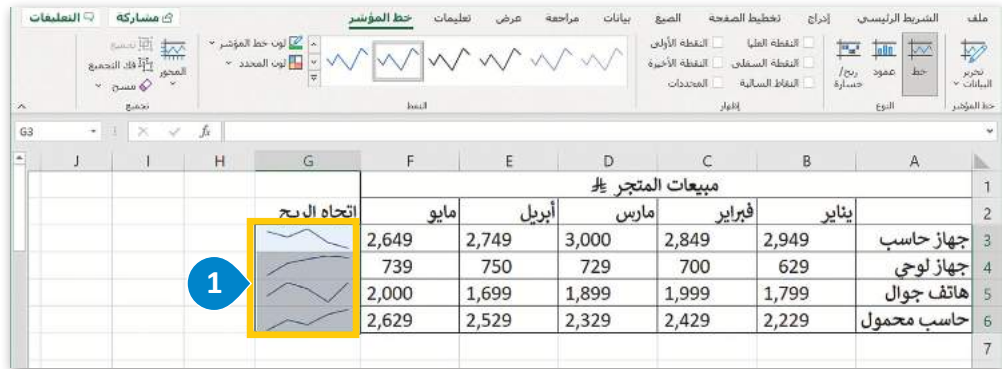 ملف الشريط الرئيسي إدراج تخطيط الصفحة الصيغ بيانات مراجعة عرض تعليمات خط المؤشر مشاركة التعليقات
النقطة العليا النقطة الأولى لون خط المؤشر تجميع
النقطة السفلى النقطة الأخيرة لون المحدد فك التجميع
النقاط السالبة المحددات مسح
تحرير البيانات خط عمود ربح/خسارة المحور
خط المؤشر النوع إظهار النمط تجميع
G3 fx
A B C D E F G H I J
1 مبيعات المتجر
2 يناير فبراير مارس أبريل مايو اتجاه الربح
3 جهاز حاسب 2,949 2,849 3,000 2,749 2,649
4 جهاز لوحي 629 700 729 750 739
5 هاتف جوال 1,799 1,999 1,899 1,699 2,000
6 حاسب محمول 2,229 2,429 2,329 2,529 2,629
7
1